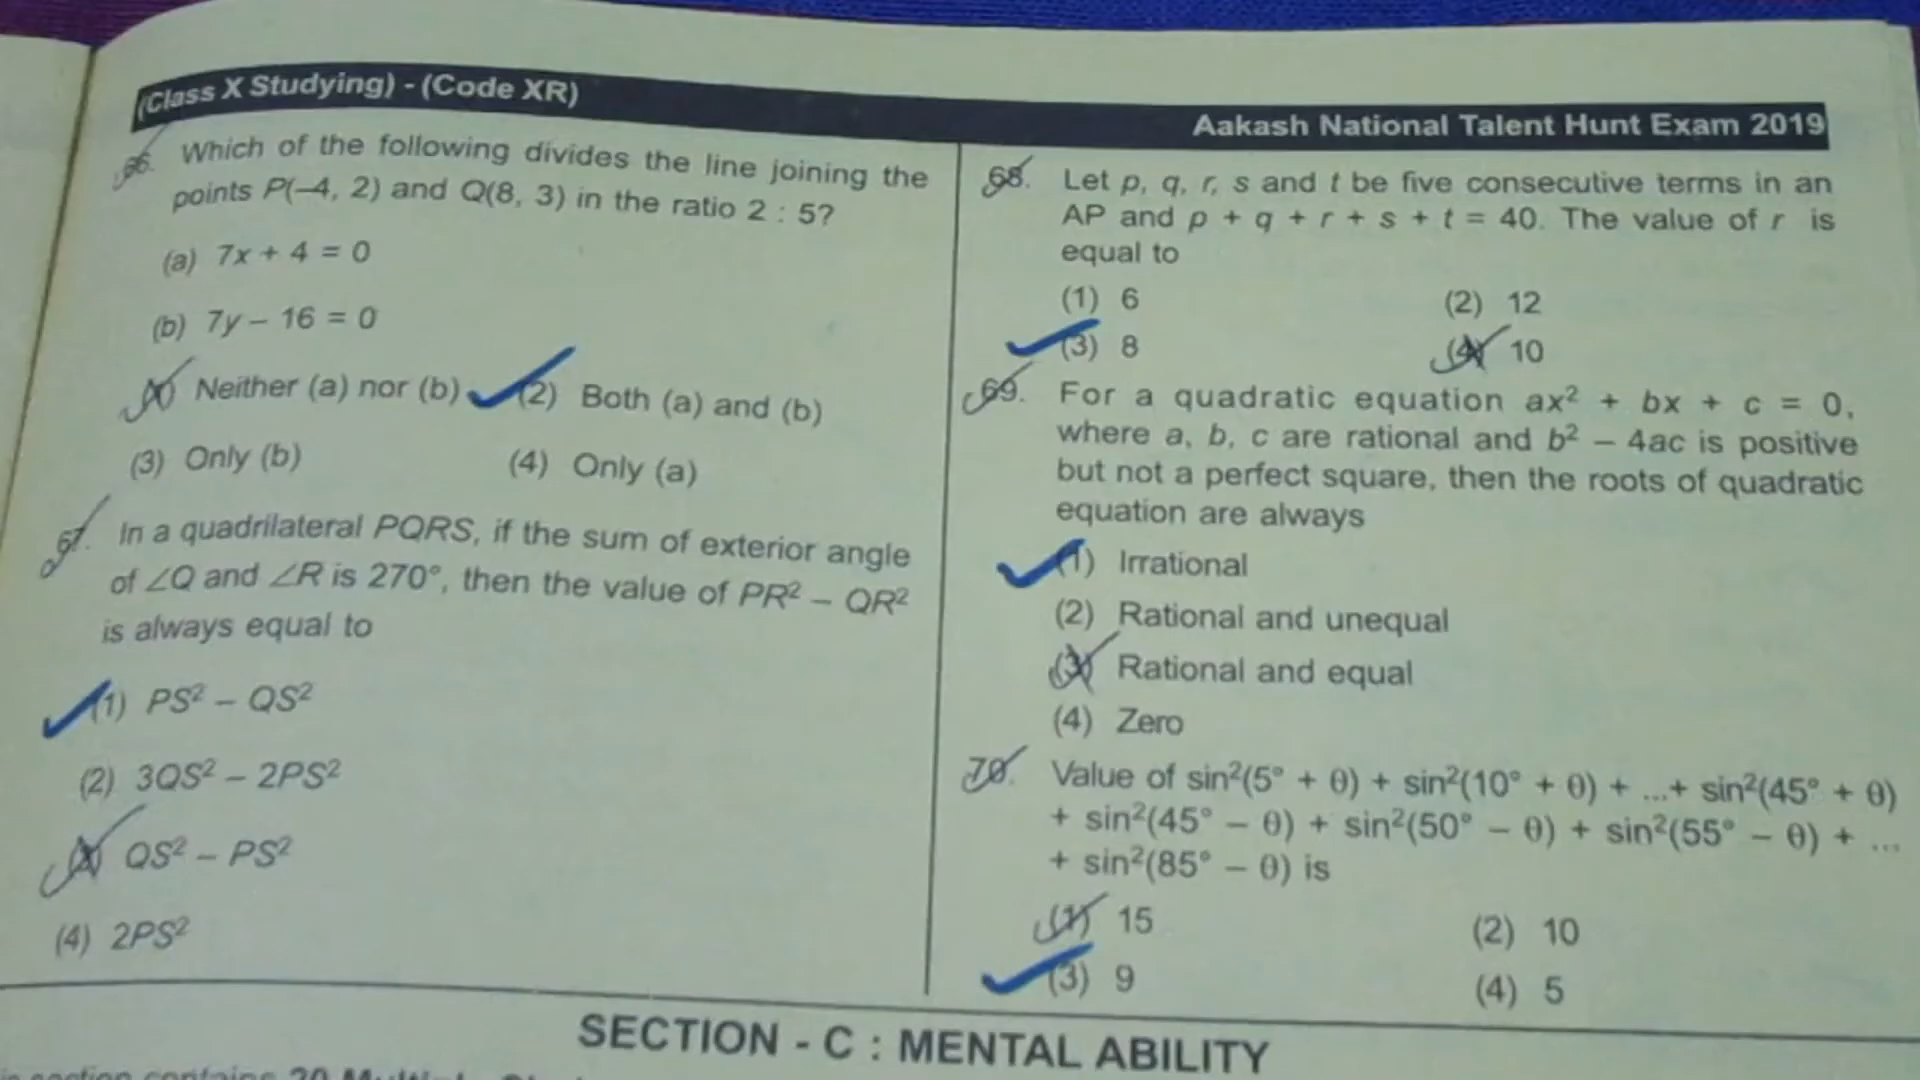 (Class X Studying) - (Code XR)
Aakash National Talent Hunt Exam 2019
66. Which of the following divides the line joining the
points P(–4, 2) and Q(8, 3) in the ratio 2 : 5?
(a) 7x + 4 = 0
(b) 7y – 16 = 0
(1) Neither (a) nor (b) (2) Both (a) and (b)
(3) Only (b) (4) Only (a)
67. In a quadrilateral PQRS, if the sum of exterior angle
of ∠Q and ∠R is 270°, then the value of PR² – QR²
is always equal to
(1) PS² – QS²
(2) 3QS² – 2PS²
(3) QS² – PS²
(4) 2PS²
68. Let p, q, r, s and t be five consecutive terms in an
AP and p + q + r + s + t = 40. The value of r is
equal to
(1) 6 (2) 12
(3) 8 (4) 10
69. For a quadratic equation ax² + bx + c = 0,
where a, b, c are rational and b² – 4ac is positive
but not a perfect square, then the roots of quadratic
equation are always
(1) Irrational
(2) Rational and unequal
(3) Rational and equal
(4) Zero
70. Value of sin²(5° + θ) + sin²(10° + θ) + ...+ sin²(45° + θ)
+ sin²(45° – θ) + sin²(50° – θ) + sin²(55° – θ) + ...
+ sin²(85° – θ) is
(1) 15 (2) 10
(3) 9 (4) 5
SECTION - C : MENTAL ABILITY
section contains 20